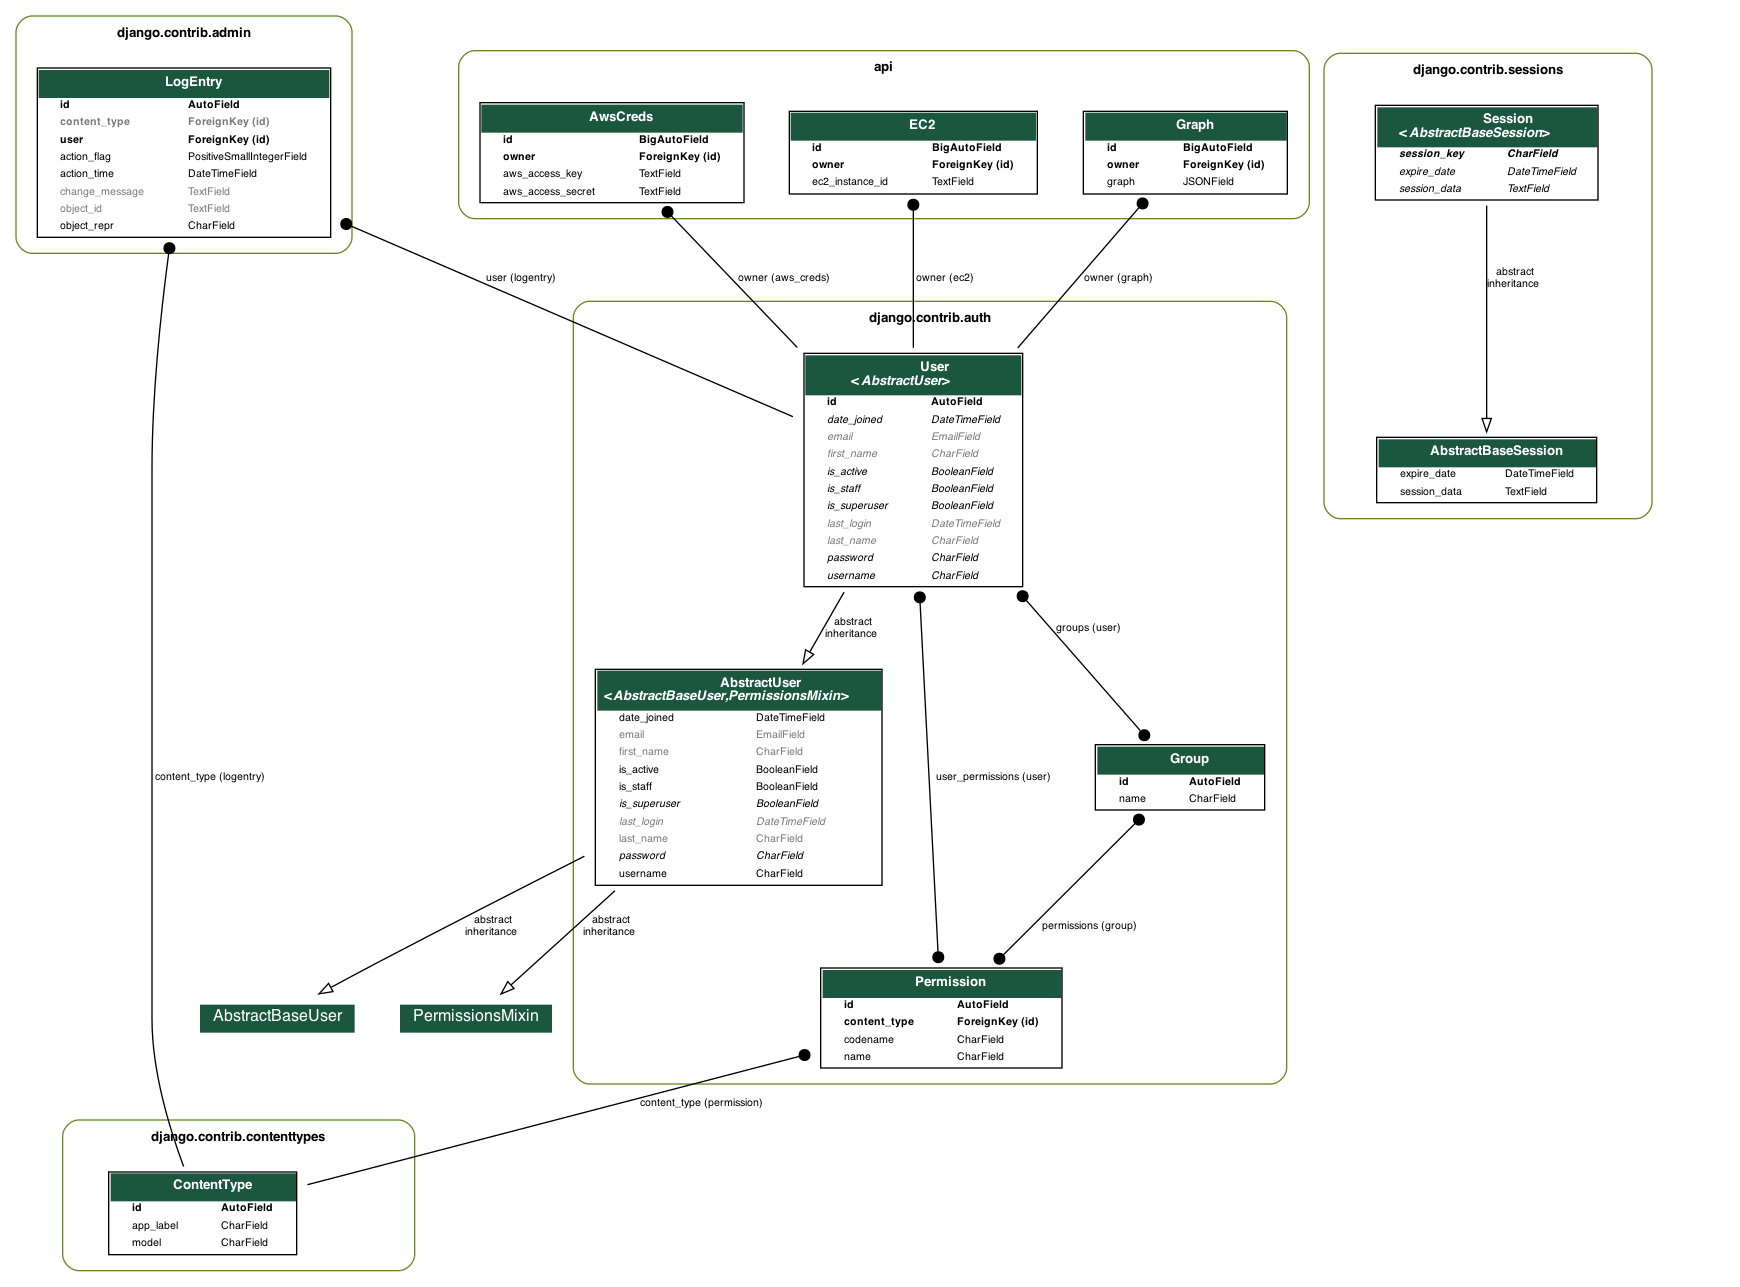 django.contrib.admin
LogEntry
id AutoField
content_type ForeignKey (id)
user ForeignKey (id)
action_flag PositiveSmallIntegerField
action_time DateTimeField
change_message TextField
object_id TextField
object_repr CharField
api
AwsCreds
id BigAutoField
owner ForeignKey (id)
aws_access_key TextField
aws_access_secret TextField
EC2
id BigAutoField
owner ForeignKey (id)
ec2_instance_id TextField
Graph
id BigAutoField
owner ForeignKey (id)
graph JSONField
django.contrib.sessions
Session
<AbstractBaseSession>
session_key CharField
expire_date DateTimeField
session_data TextField
abstract
inheritance
AbstractBaseSession
expire_date DateTimeField
session_data TextField
user (logentry)
owner (aws_creds)
owner (ec2)
owner (graph)
django.contrib.auth
User
<AbstractUser>
id AutoField
date_joined DateTimeField
email EmailField
first_name CharField
is_active BooleanField
is_staff BooleanField
is_superuser BooleanField
last_login DateTimeField
last_name CharField
password CharField
username CharField
abstract
inheritance
groups (user)
AbstractUser
<AbstractBaseUser,PermissionsMixin>
date_joined DateTimeField
email EmailField
first_name CharField
is_active BooleanField
is_staff BooleanField
is_superuser BooleanField
last_login DateTimeField
last_name CharField
password CharField
username CharField
content_type (logentry)
user_permissions (user)
Group
id AutoField
name CharField
abstract
inheritance
abstract
inheritance
permissions (group)
AbstractBaseUser
PermissionsMixin
Permission
id AutoField
content_type ForeignKey (id)
codename CharField
name CharField
content_type (permission)
django.contrib.contenttypes
ContentType
id AutoField
app_label CharField
model CharField